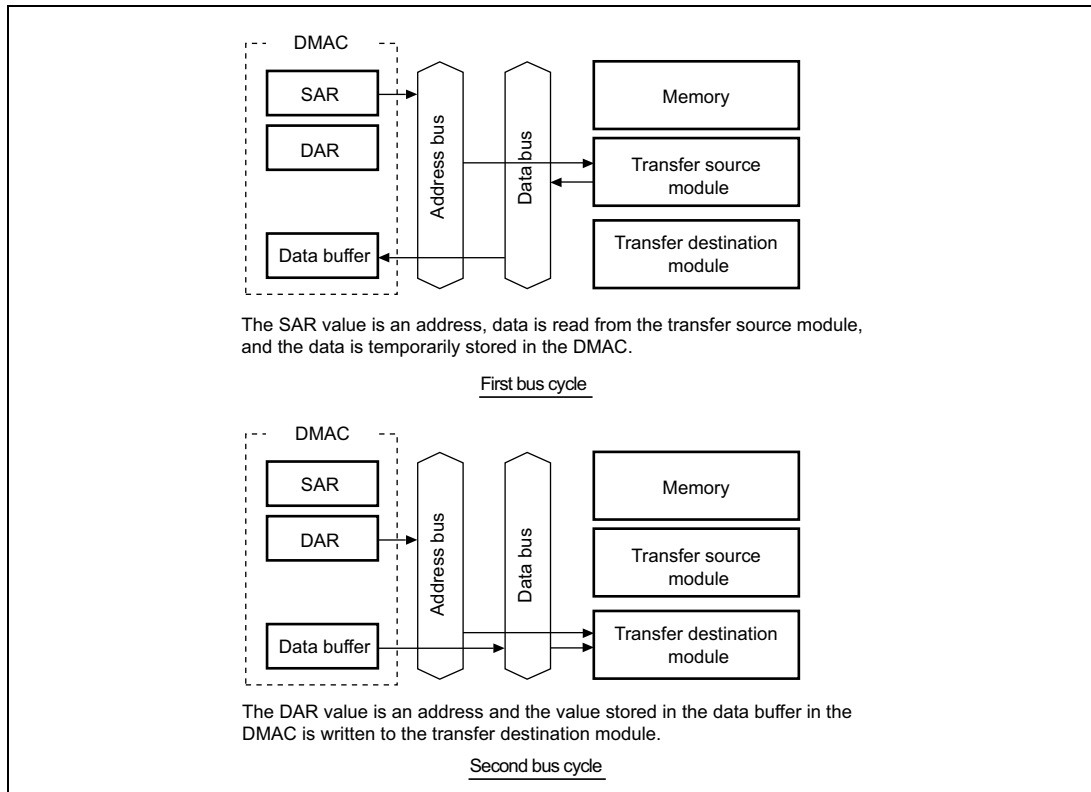 DMAC
SAR
DAR
Data buffer
Address bus
Data bus
Memory
Transfer source
module
Transfer destination
module
The SAR value is an address, data is read from the transfer source module,
and the data is temporarily stored in the DMAC.
First bus cycle
DMAC
SAR
DAR
Data buffer
Address bus
Data bus
Memory
Transfer source
module
Transfer destination
module
The DAR value is an address and the value stored in the data buffer in the
DMAC is written to the transfer destination module.
Second bus cycle